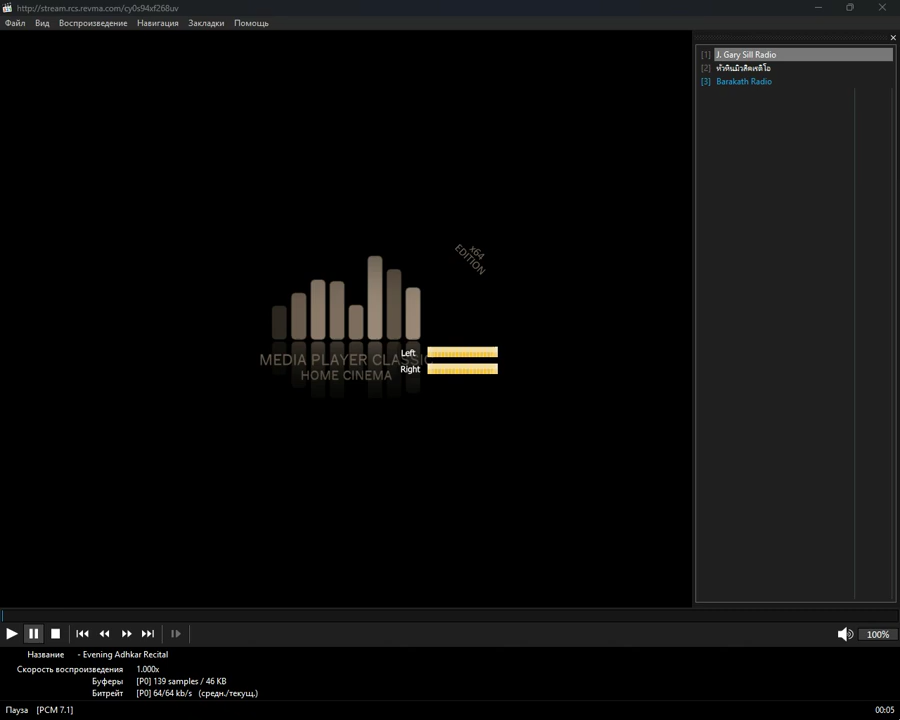 http://stream.rcs.revma.com/cy0s94xf268uv
Файл Вид Воспроизведение Навигация Закладки Помощь
[1] J. Gary Sill Radio
[2] หัวหินมิวสิคเรดิโอ
[3] Barakath Radio
x64
EDITION
MEDIA PLAYER CLASSIC
HOME CINEMA
Left
Right
100%
Название - Evening Adhkar Recital
Скорость воспроизведения 1.000x
Буферы [P0] 139 samples / 46 KB
Битрейт [P0] 64/64 kb/s (средн./текущ.)
Пауза [PCM 7.1] 00:05